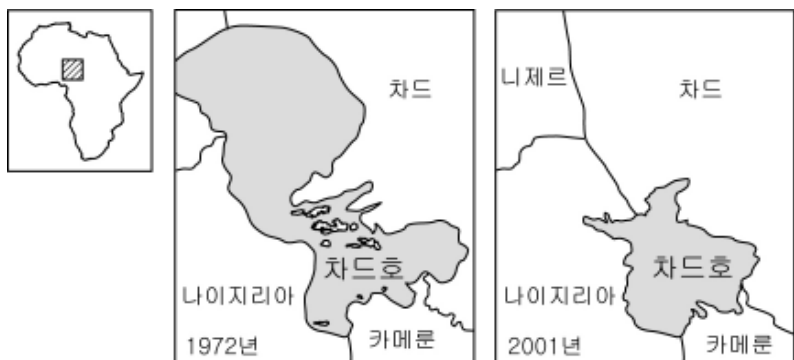 차드
차드호
나이지리아
카메룬
1972년
니제르
차드
차드호
나이지리아
카메룬
2001년